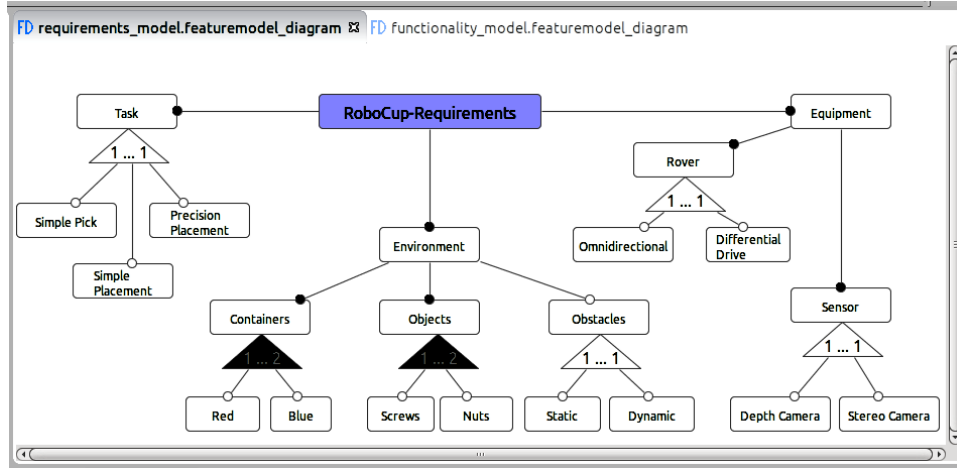 FD requirements_model.featuremodel_diagram FD functionality_model.featuremodel_diagram
Task
RoboCup-Requirements
Equipment
1 ... 1
Rover
1 ... 1
Simple Pick
Precision
Placement
Omnidirectional
Differential
Drive
Environment
Simple
Placement
Containers
Objects
Obstacles
Sensor
1 ... 2
1 ... 2
1 ... 1
1 ... 1
Red
Blue
Screws
Nuts
Static
Dynamic
Depth Camera
Stereo Camera